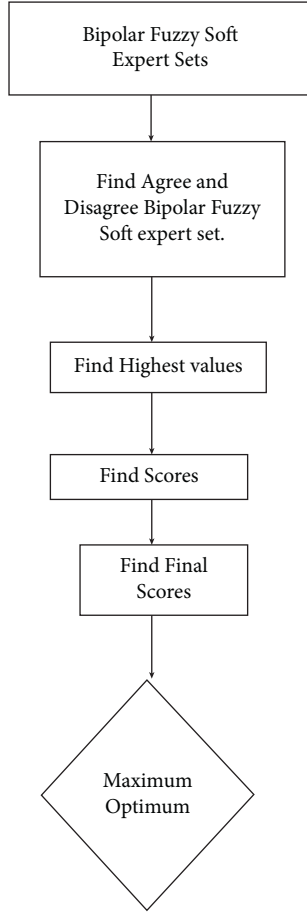 Bipolar Fuzzy Soft
Expert Sets
Find Agree and
Disagree Bipolar Fuzzy
Soft expert set.
Find Highest values
Find Scores
Find Final
Scores
Maximum
Optimum